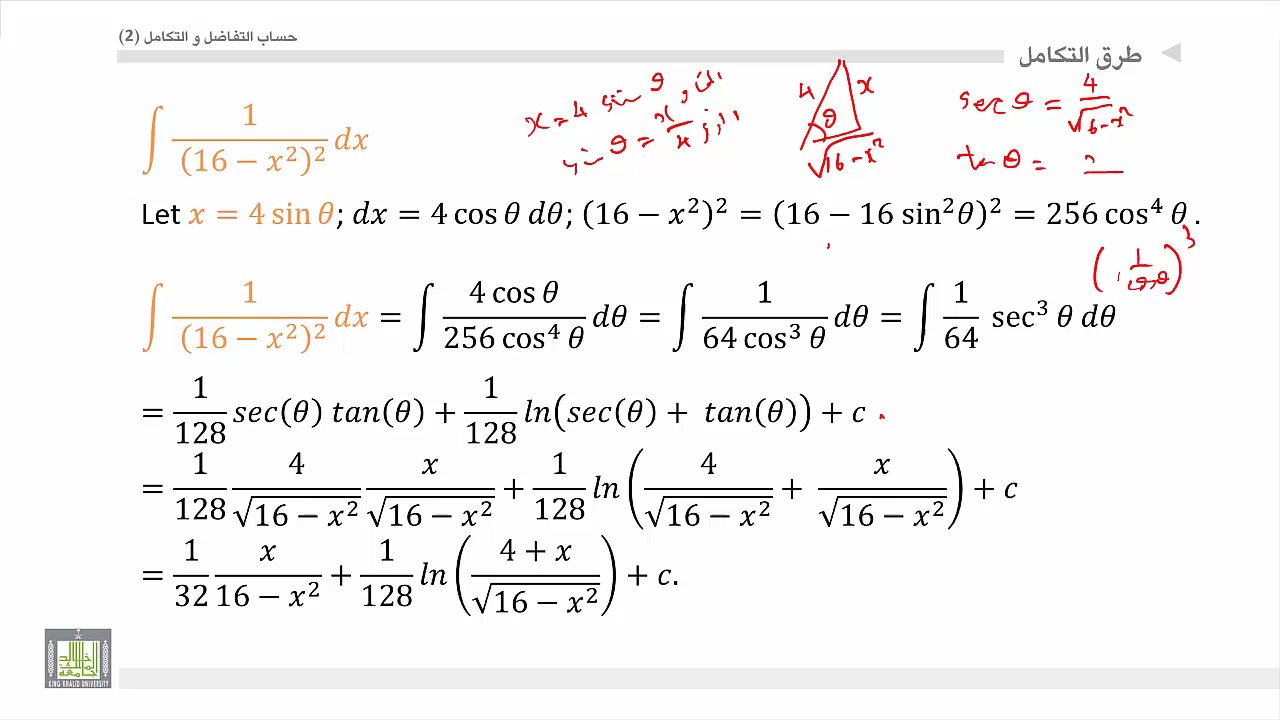 حساب التفاضل و التكامل (2)
طرق التكامل
∫ 1/(16 − x²)² dx
x = 4 sin θ
sin θ = x/4
4 x θ √16−x²
sec θ = 4/√16−x²
tan θ =
Let x = 4 sin θ; dx = 4 cos θ dθ; (16 − x²)² = (16 − 16 sin²θ)² = 256 cos⁴ θ .
∫ 1/(16 − x²)² dx = ∫ 4 cos θ/256 cos⁴ θ dθ = ∫ 1/64 cos³ θ dθ = ∫ 1/64 sec³ θ dθ
= 1/128 sec(θ) tan(θ) + 1/128 ln(sec(θ) + tan(θ)) + c
= 1/128 4/√16 − x² x/√16 − x² + 1/128 ln(4/√16 − x² + x/√16 − x²) + c
= 1/32 x/16 − x² + 1/128 ln(4 + x/√16 − x²) + c.
KING KHALID UNIVERSITY